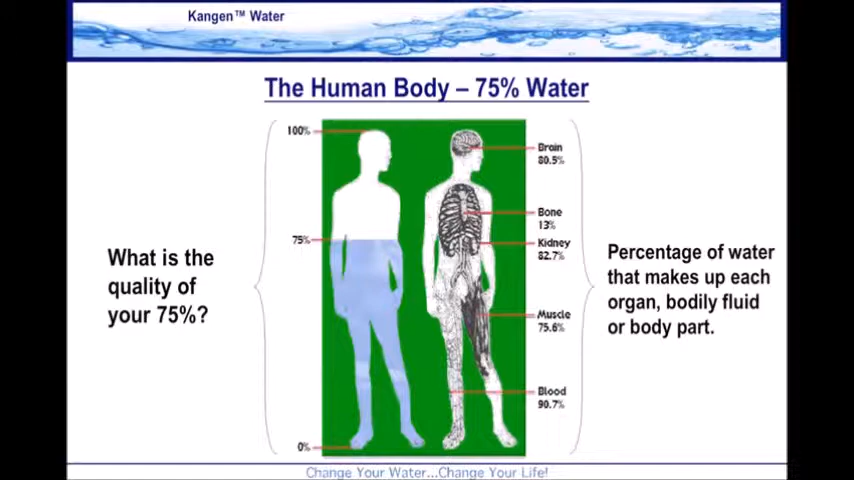 Kangen™ Water
The Human Body – 75% Water
100%
75%
0%
What is the
quality of
your 75%?
Brain
80.5%
Bone
13%
Kidney
82.7%
Muscle
75.6%
Blood
90.7%
Percentage of water
that makes up each
organ, bodily fluid
or body part.
Change Your Water...Change Your Life!